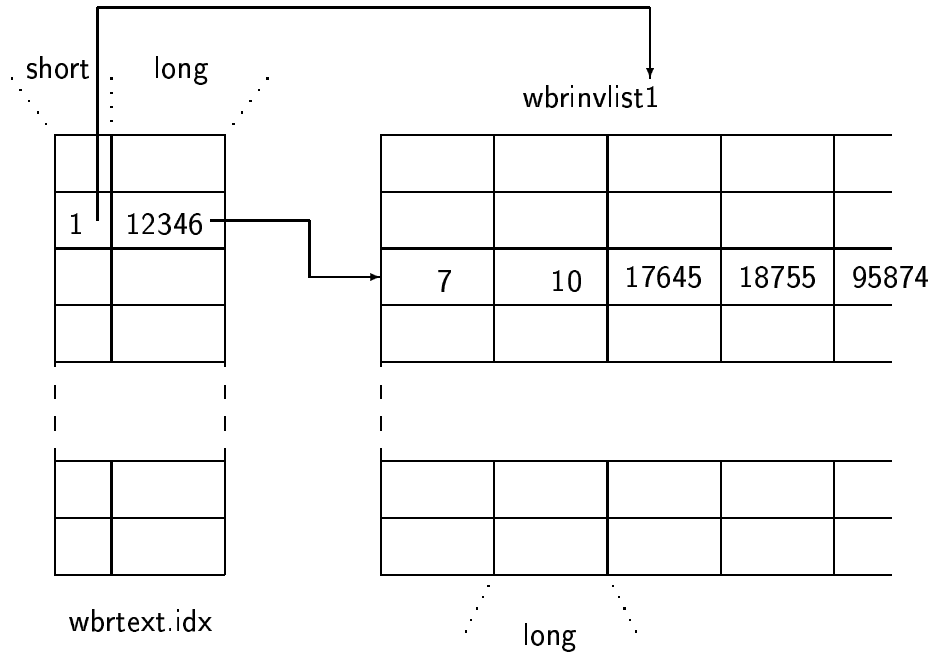 short long
wbrinvlist1
1 12346
7 10 17645 18755 95874
wbrtext.idx
long